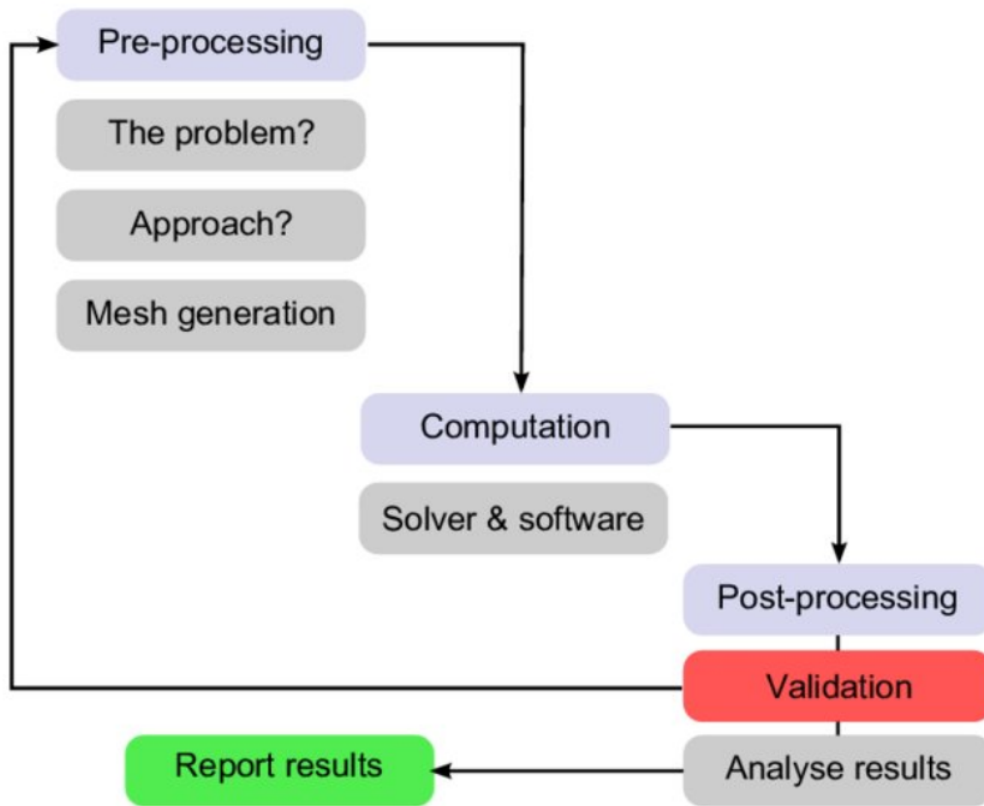 Pre-processing
The problem?
Approach?
Mesh generation
Computation
Solver & software
Post-processing
Validation
Analyse results
Report results